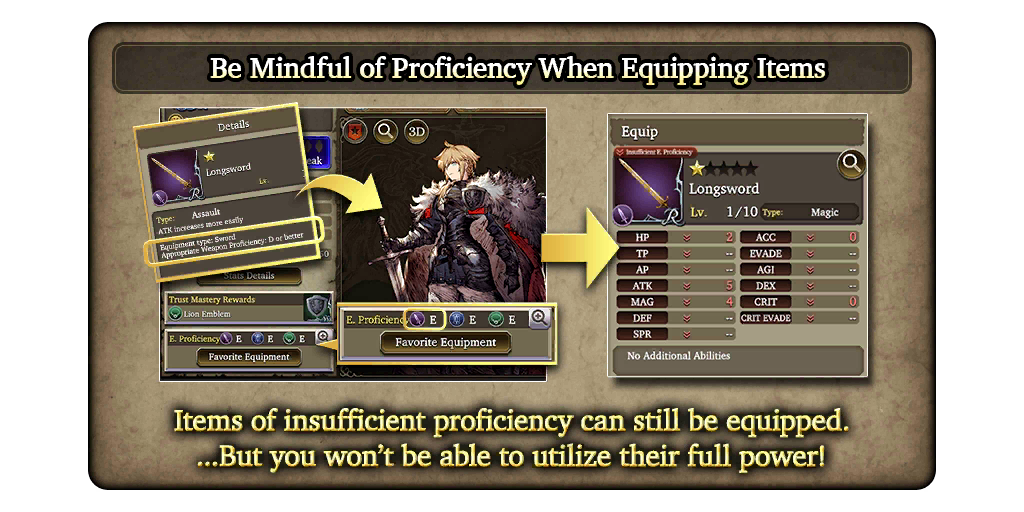 Be Mindful of Proficiency When Equipping Items
Details
Longsword
Lv.
R
Type: Assault
ATK increases more easily
Equipment type: Sword
Appropriate Weapon Proficiency: D or better
eak
3D
Stats Details
Trust Mastery Rewards
Lion Emblem
E. Proficiency E E E
Favorite Equipment
E. Proficiency E E E
Favorite Equipment
Equip
Insufficient E. Proficiency
Longsword
R
Lv. 1/10 Type: Magic
HP 2 ACC 0
TP -- EVADE --
AP -- AGI --
ATK 5 DEX --
MAG 4 CRIT 0
DEF -- CRIT EVADE --
SPR --
No Additional Abilities
Items of insufficient proficiency can still be equipped.
...But you won't be able to utilize their full power!